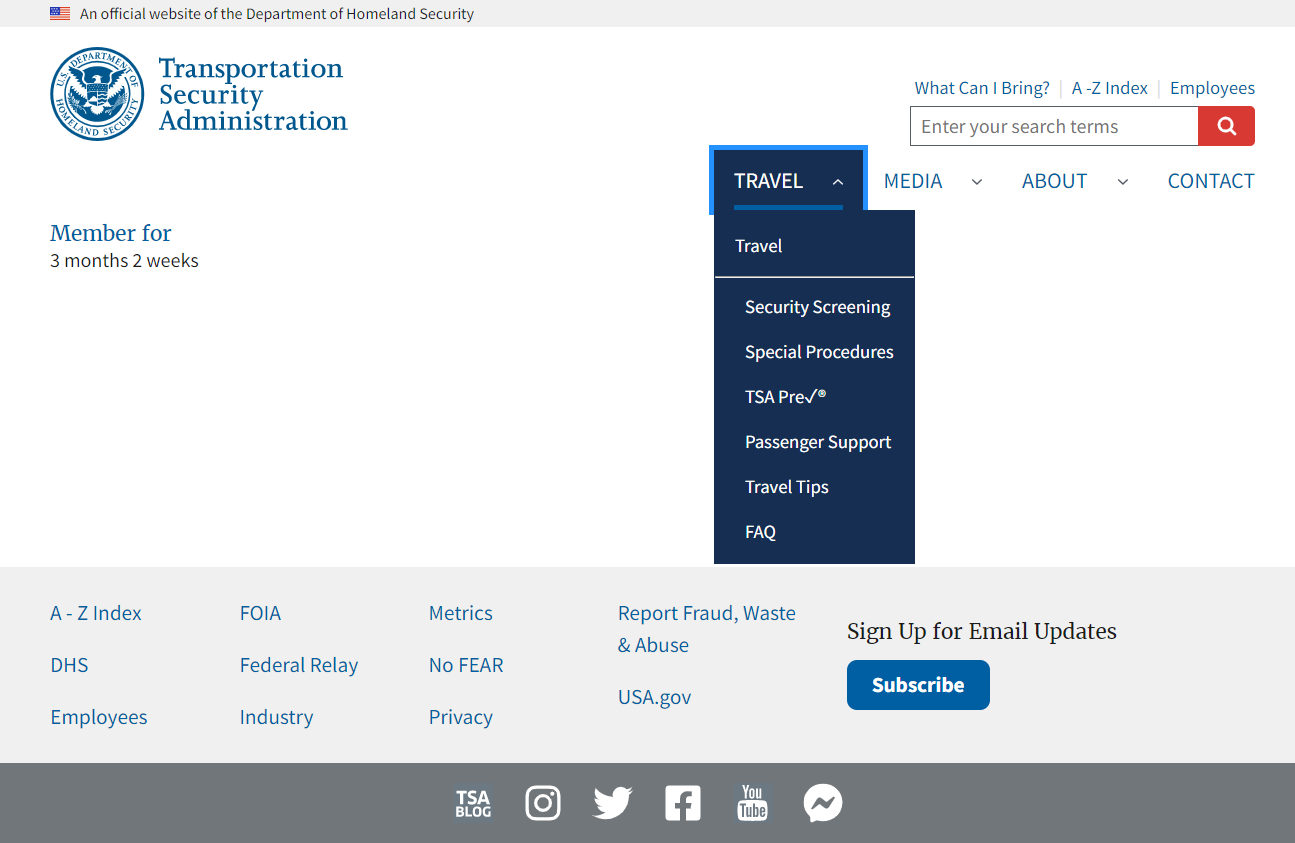 An official website of the Department of Homeland Security
U.S. DEPARTMENT OF
HOMELAND SECURITY
Transportation
Security
Administration
What Can I Bring?
A -Z Index
Employees
Enter your search terms
TRAVEL
MEDIA
ABOUT
CONTACT
Member for
3 months 2 weeks
Travel
Security Screening
Special Procedures
TSA Pre✓®
Passenger Support
Travel Tips
FAQ
A - Z Index
DHS
Employees
FOIA
Federal Relay
Industry
Metrics
No FEAR
Privacy
Report Fraud, Waste
& Abuse
USA.gov
Sign Up for Email Updates
Subscribe
TSA
BLOG
You
Tube